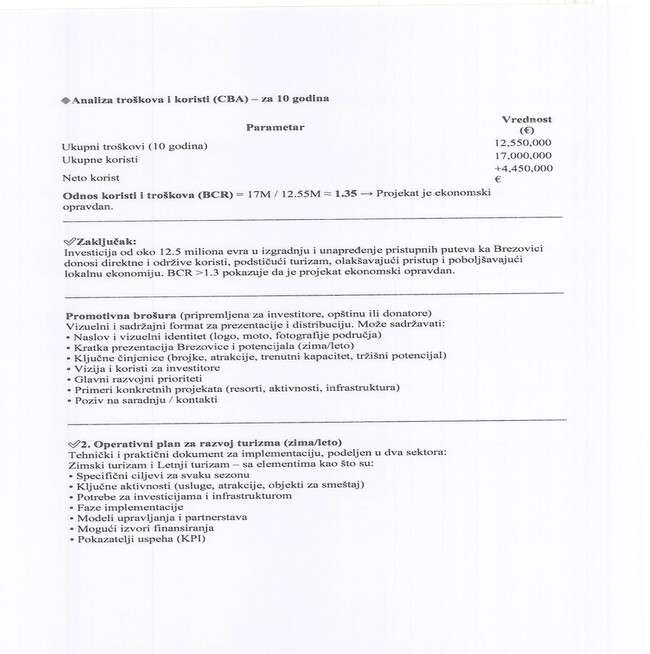 ◆Analiza troškova i koristi (CBA) – za 10 godina
Parametar
Vrednost
(€)
Ukupni troškovi (10 godina) 12,550,000
Ukupne koristi 17,000,000
Neto korist +4,450,000
€
Odnos koristi i troškova (BCR) = 17M / 12.55M ≈ 1.35 → Projekat je ekonomski
opravdan.
✅Zaključak:
Investicija od oko 12.5 miliona evra u izgradnju i unapređenje pristupnih puteva ka Brezovici
donosi direktne i održive koristi, podstičući turizam, olakšavajući pristup i poboljšavajući
lokalnu ekonomiju. BCR >1.3 pokazuje da je projekat ekonomski opravdan.
Promotivna brošura (pripremljena za investitore, opštinu ili donatore)
Vizuelni i sadržajni format za prezentacije i distribuciju. Može sadržavati:
• Naslov i vizuelni identitet (logo, moto, fotografije područja)
• Kratka prezentacija Brezovice i potencijala (zima/leto)
• Ključne činjenice (brojke, atrakcije, trenutni kapacitet, tržišni potencijal)
• Vizija i koristi za investitore
• Glavni razvojni prioriteti
• Primeri konkretnih projekata (resorti, aktivnosti, infrastruktura)
• Poziv na saradnju / kontakti
✅2. Operativni plan za razvoj turizma (zima/leto)
Tehnički i praktični dokument za implementaciju, podeljen u dva sektora:
Zimski turizam i Letnji turizam – sa elementima kao što su:
• Specifični ciljevi za svaku sezonu
• Ključne aktivnosti (usluge, atrakcije, objekti za smeštaj)
• Potrebe za investicijama i infrastrukturom
• Faze implementacije
• Modeli upravljanja i partnerstava
• Mogući izvori finansiranja
• Pokazatelji uspeha (KPI)